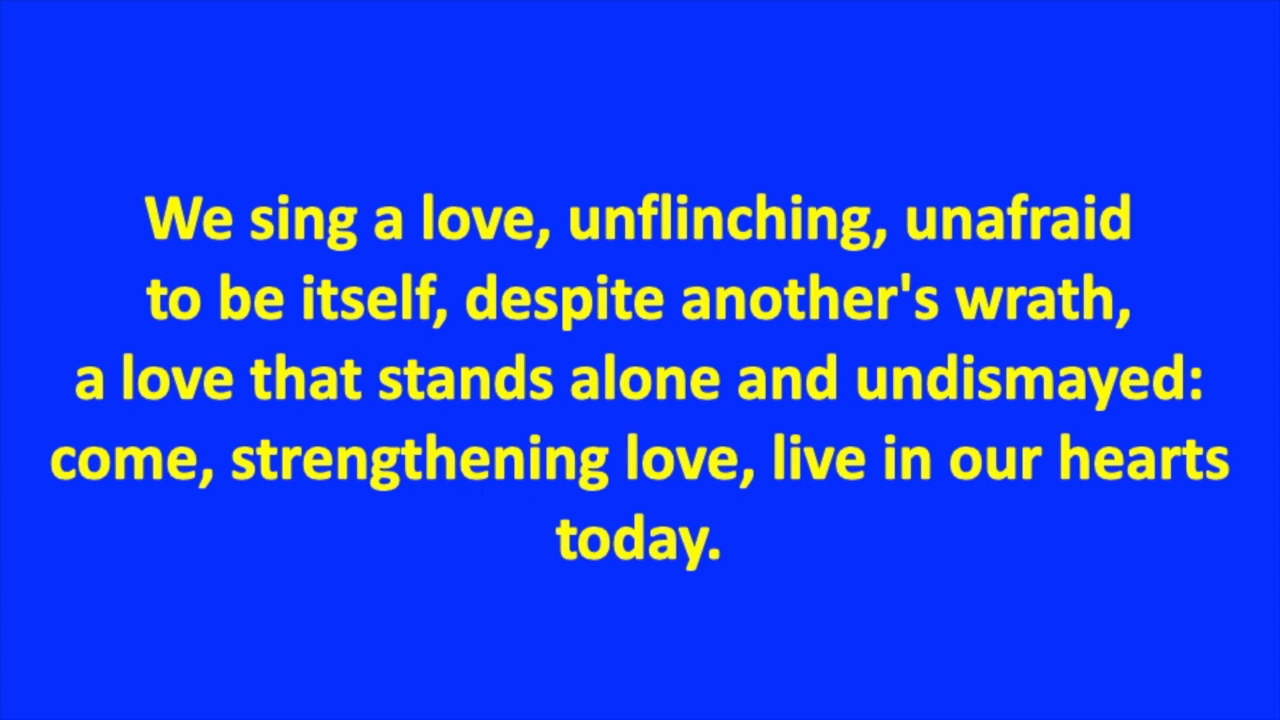 We sing a love, unflinching, unafraid
to be itself, despite another's wrath,
a love that stands alone and undismayed:
come, strengthening love, live in our hearts
today.